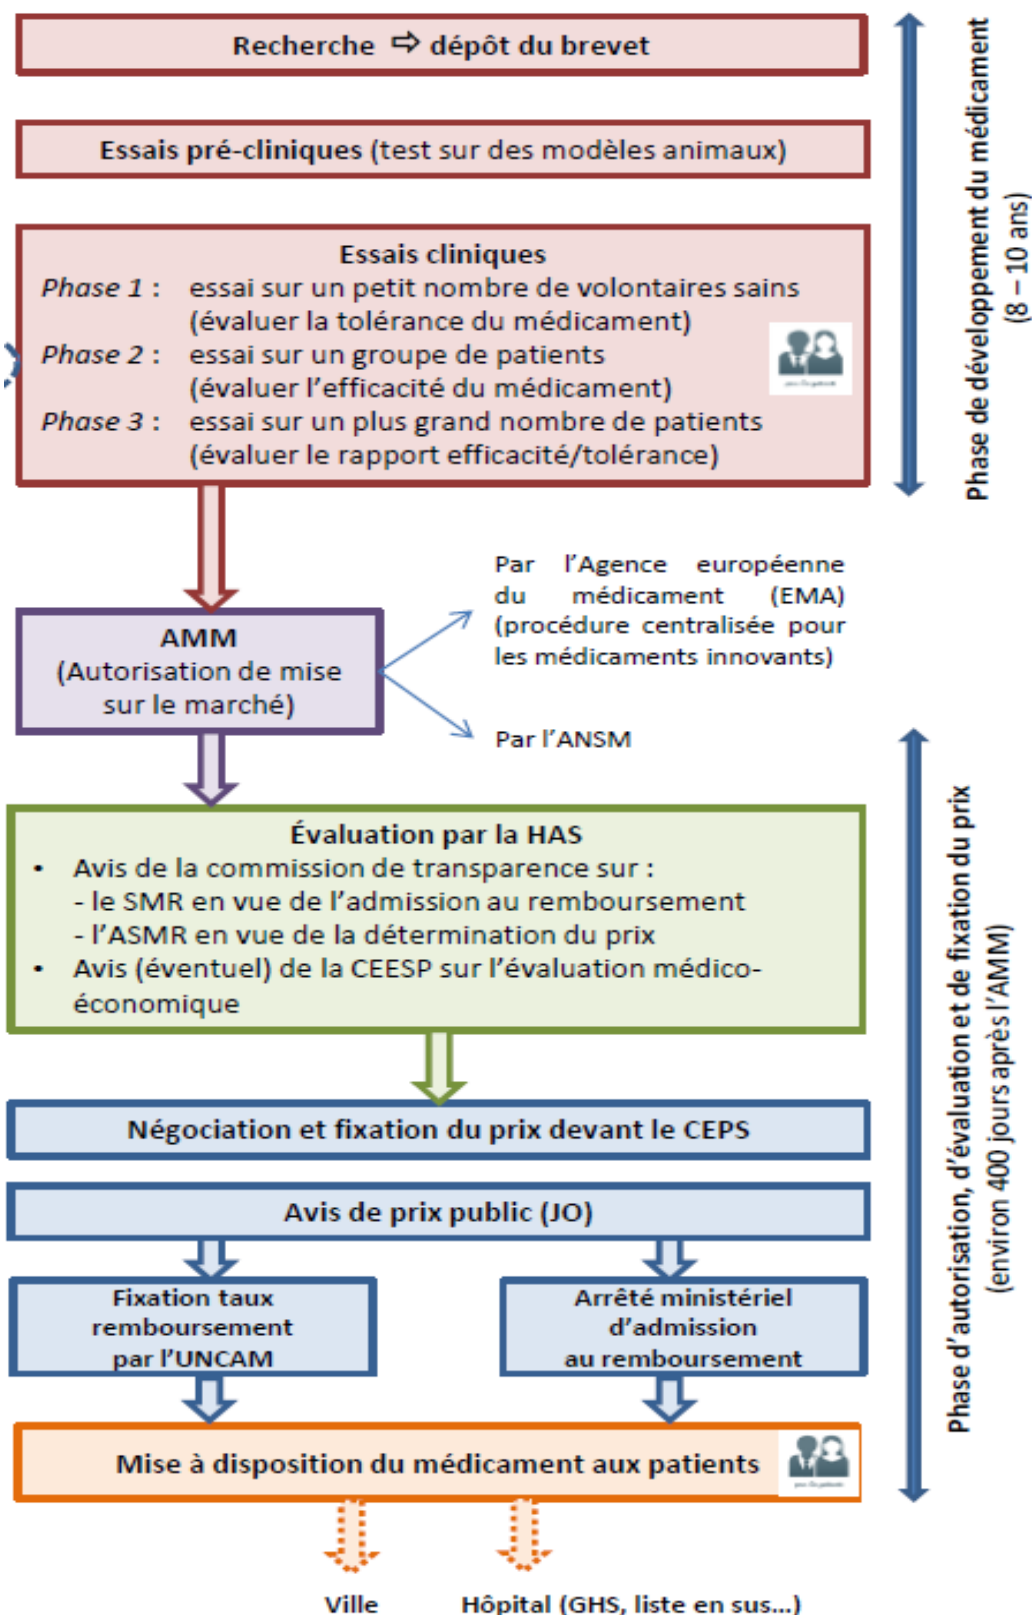 Recherche ⇨ dépôt du brevet
Essais pré-cliniques (test sur des modèles animaux)
Essais cliniques
Phase 1 : essai sur un petit nombre de volontaires sains
(évaluer la tolérance du médicament)
Phase 2 : essai sur un groupe de patients
(évaluer l'efficacité du médicament)
Phase 3 : essai sur un plus grand nombre de patients
(évaluer le rapport efficacité/tolérance)
Phase de développement du médicament
(8 – 10 ans)
AMM
(Autorisation de mise
sur le marché)
Par l'Agence européenne
du médicament (EMA)
(procédure centralisée pour
les médicaments innovants)
Par l'ANSM
Évaluation par la HAS
• Avis de la commission de transparence sur :
- le SMR en vue de l'admission au remboursement
- l'ASMR en vue de la détermination du prix
• Avis (éventuel) de la CEESP sur l'évaluation médico-
économique
Négociation et fixation du prix devant le CEPS
Avis de prix public (JO)
Fixation taux
remboursement
par l'UNCAM
Arrêté ministériel
d'admission
au remboursement
Mise à disposition du médicament aux patients
Phase d'autorisation, d'évaluation et de fixation du prix
(environ 400 jours après l'AMM)
Ville
Hôpital (GHS, liste en sus...)